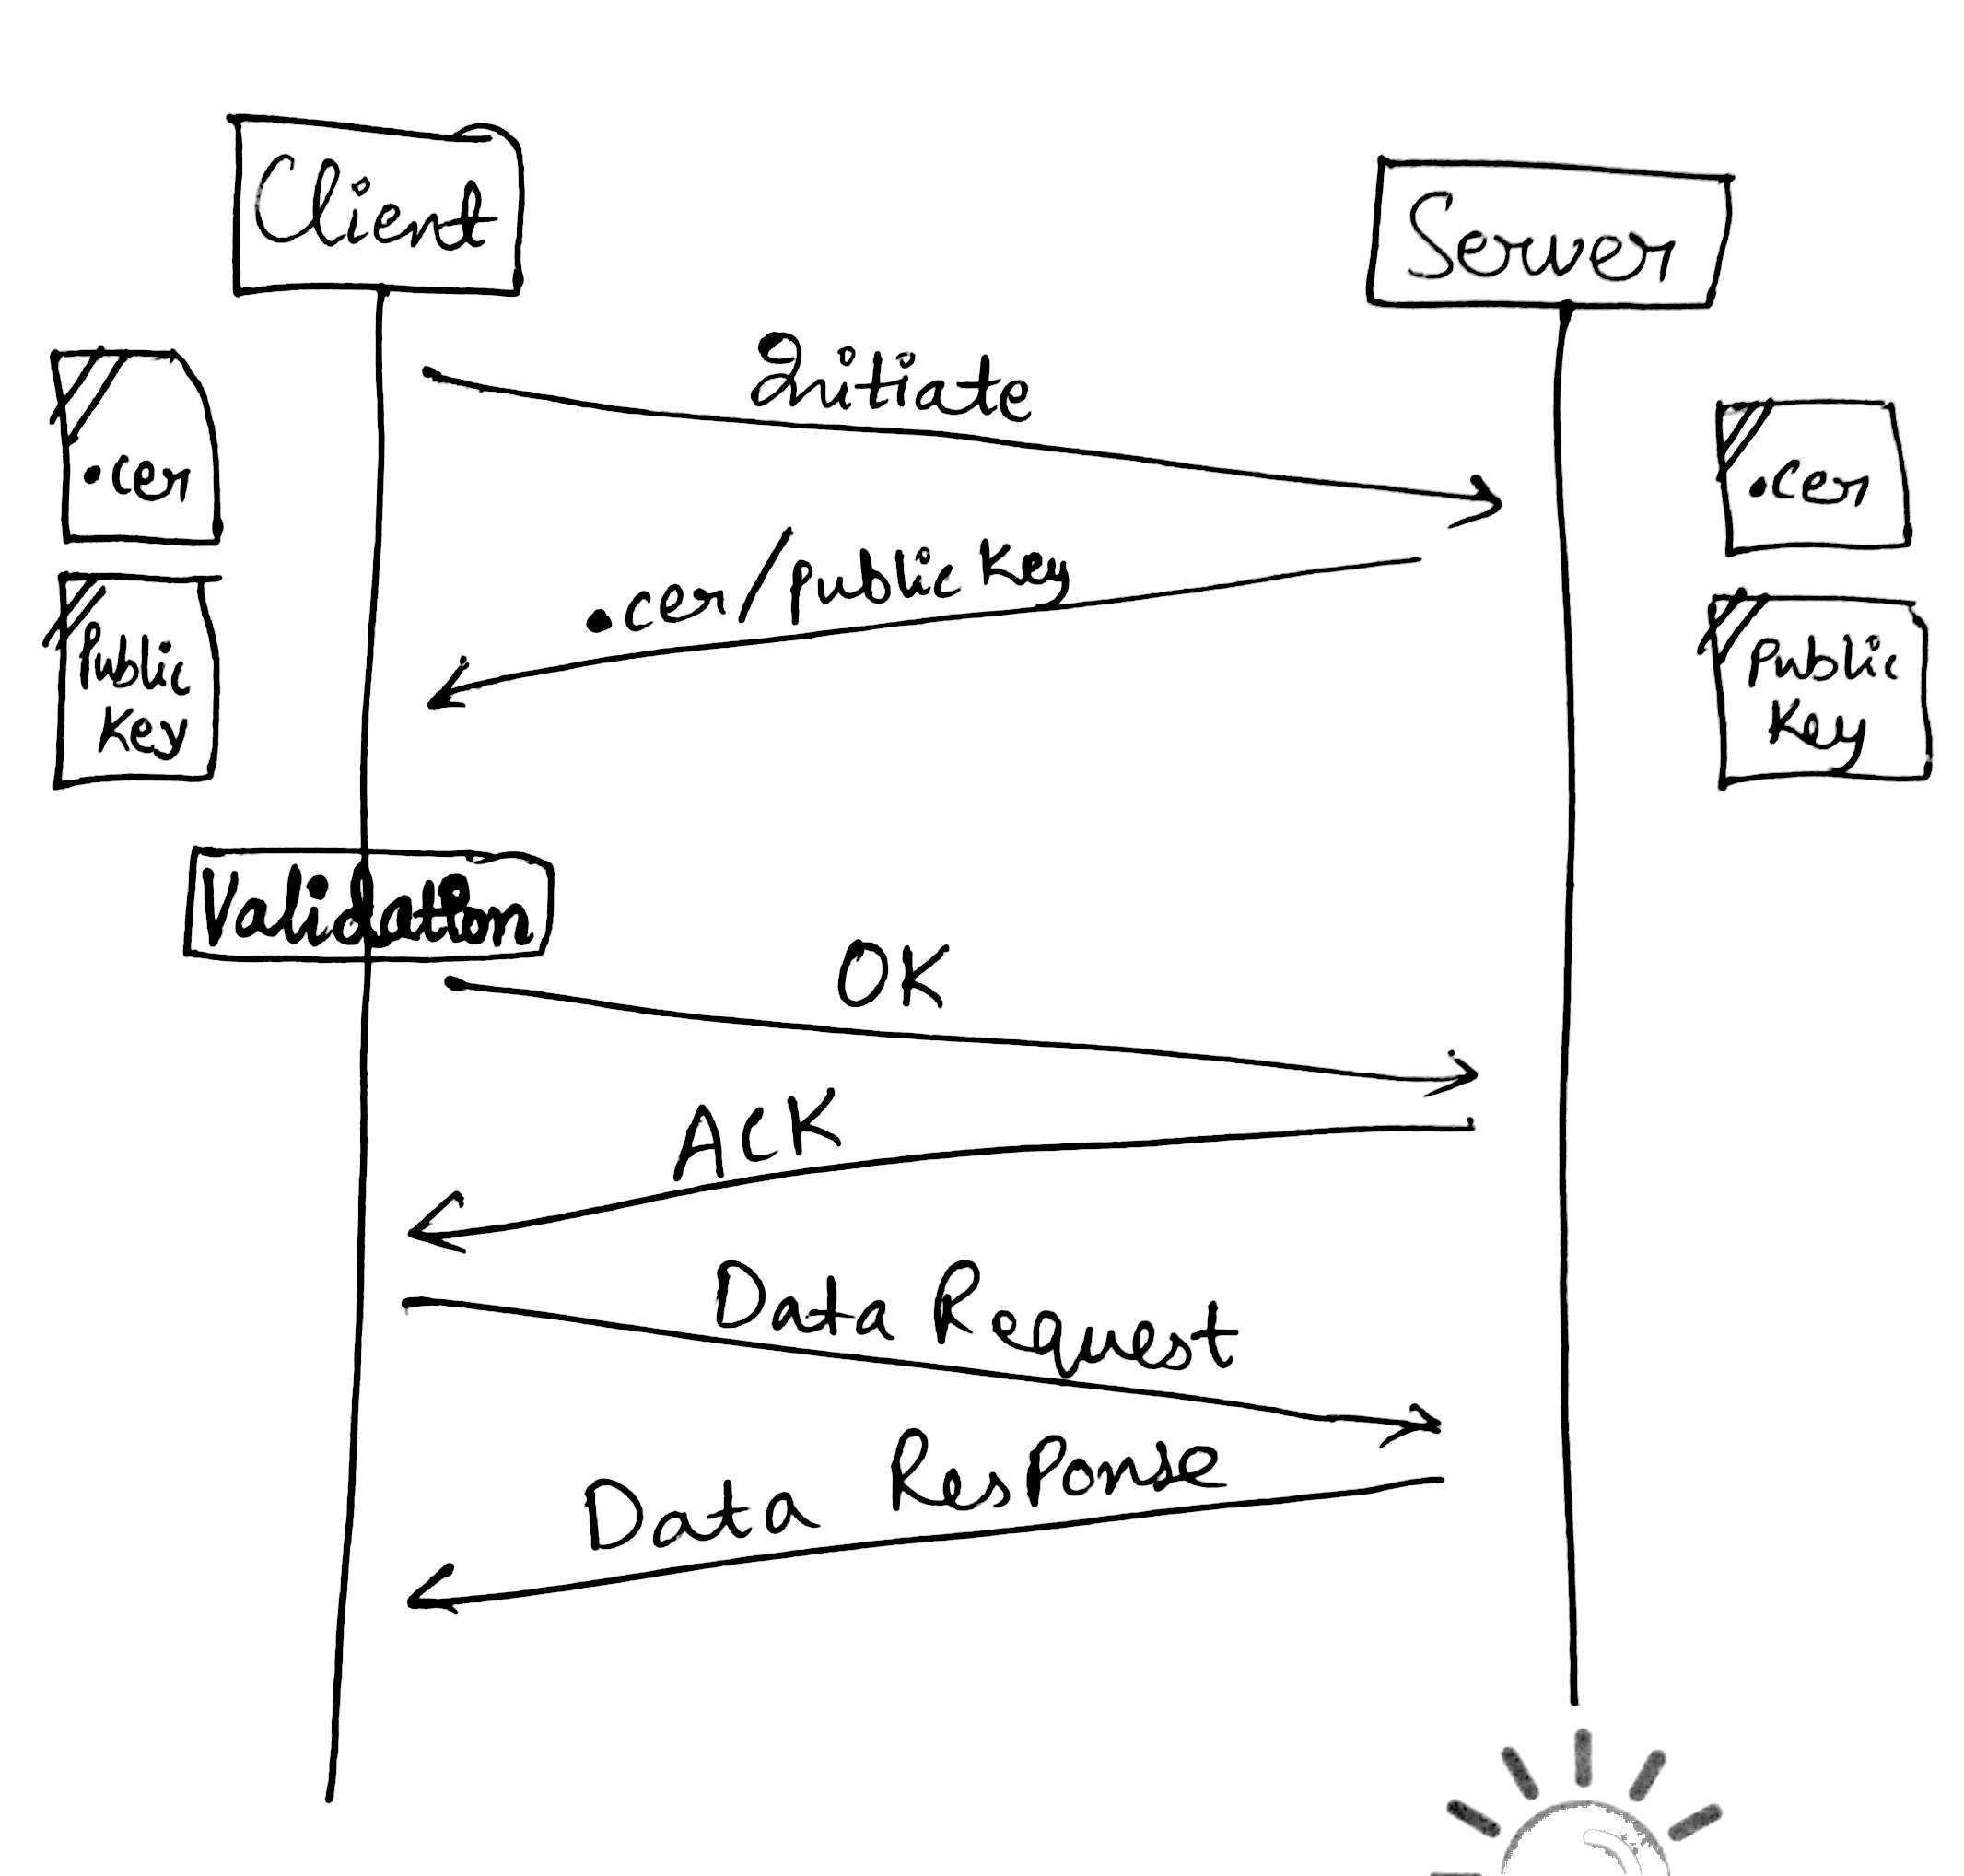 Client
Server
Initiate
.cer
.cer
.cer/Public Key
Public
Key
Public
Key
Validation
OK
ACK
Data Request
Data Response